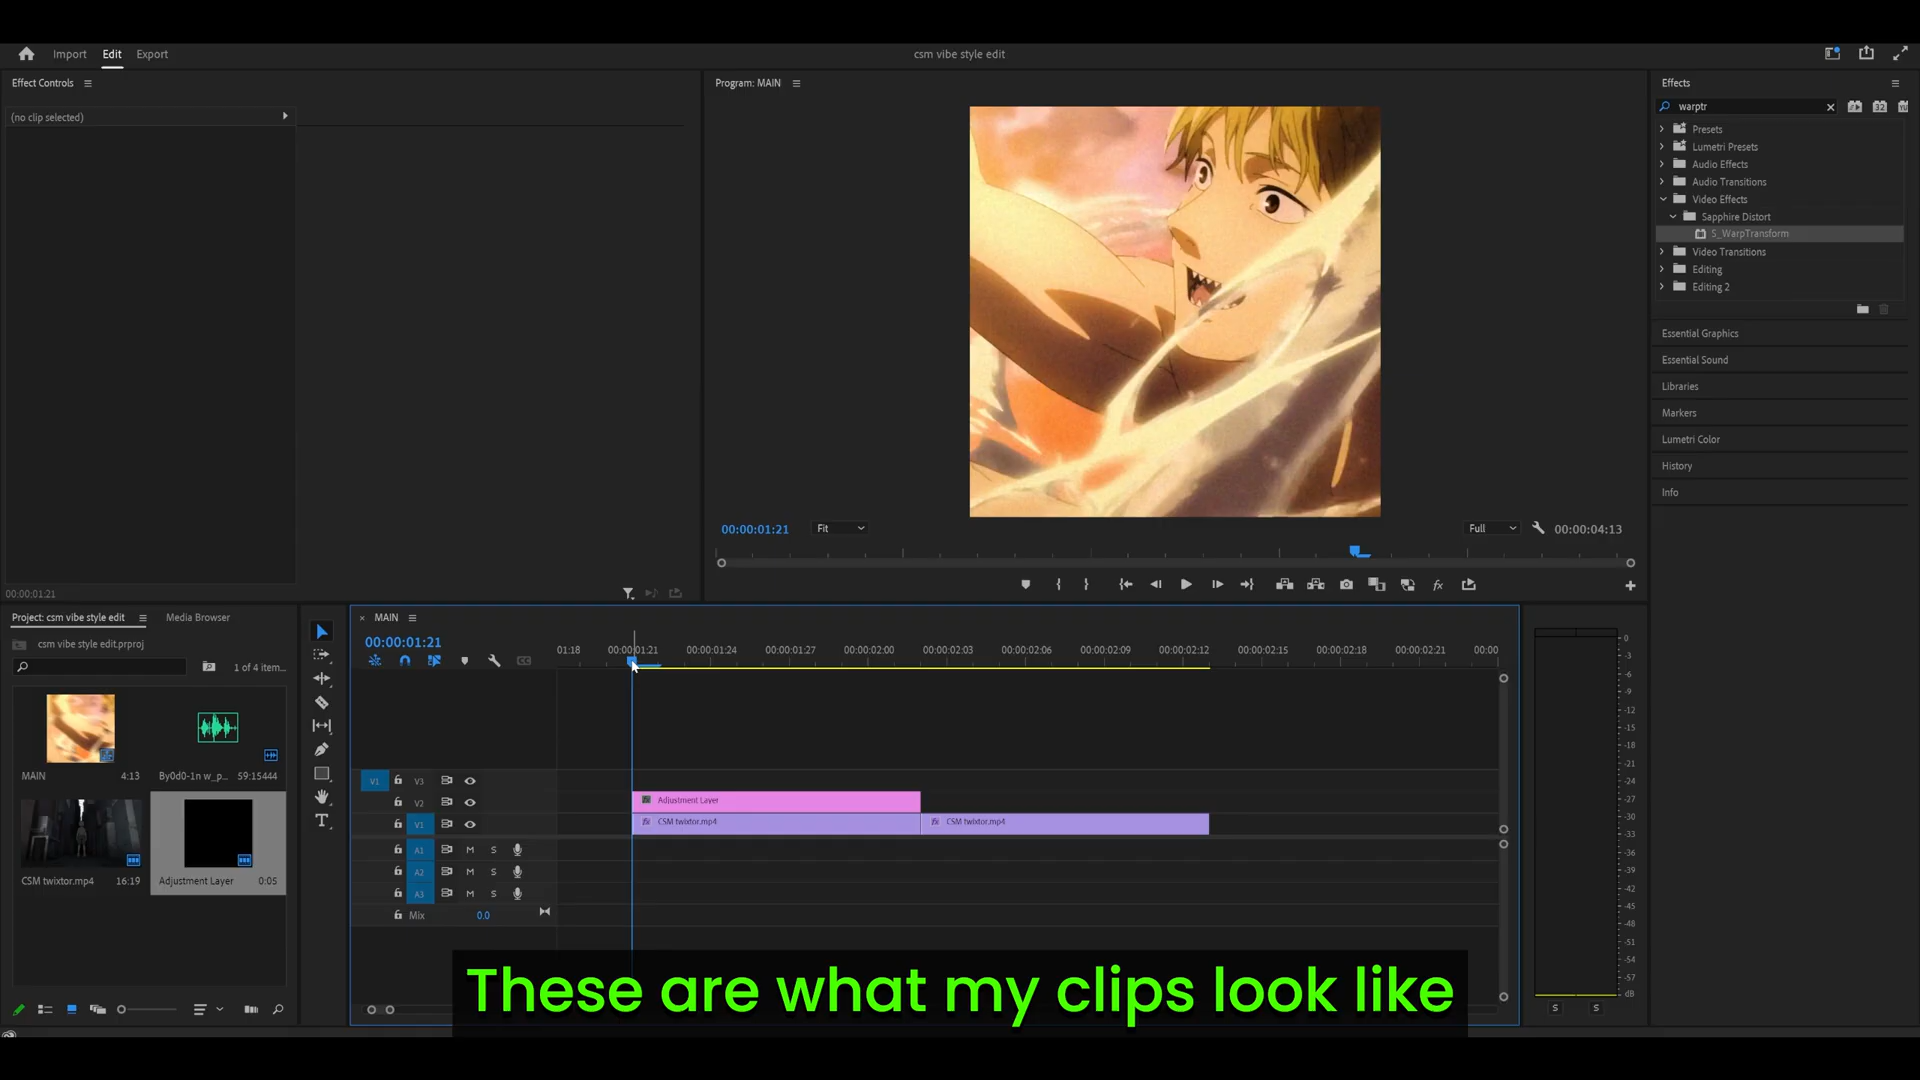 Import Edit Export
csm vibe style edit
Effect Controls
(no clip selected)
00:00:01:21
Program: MAIN
00:00:01:21
Fit
Full
00:00:04:13
Effects
warptr
32
Presets
Lumetri Presets
Audio Effects
Audio Transitions
Video Effects
Sapphire Distort
S_WarpTransform
Video Transitions
Editing
Editing 2
Essential Graphics
Essential Sound
Libraries
Markers
Lumetri Color
History
Info
Project: csm vibe style edit
Media Browser
csm vibe style edit.prproj
1 of 4 item...
MAIN 4:13
By0d0-1n w_p... 59:15444
CSM twixtor.mp4 16:19
Adjustment Layer 0:05
× MAIN
00:00:01:21
01:18 00:00:01:21 00:00:01:24 00:00:01:27 00:00:02:00 00:00:02:03 00:00:02:06 00:00:02:09 00:00:02:12 00:00:02:15 00:00:02:18 00:00:02:21 00:00
V1 V3
V2 Adjustment Layer
V1 CSM twixtor.mp4 CSM twixtor.mp4
A1 M S
A2 M S
A3 M S
Mix 0.0
0
-3
-6
-9
-12
-15
-18
-21
-24
-27
-30
-33
-36
-39
-42
-45
-48
-51
-54
-57
dB
S S
These are what my clips look like